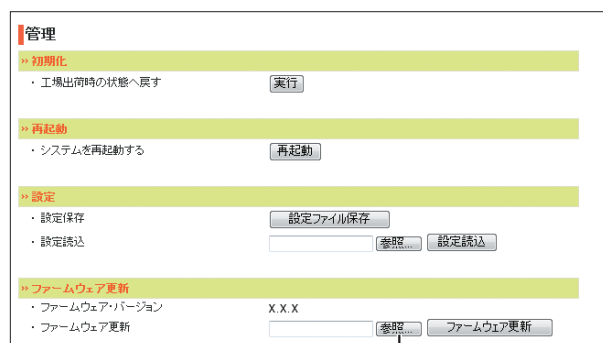 管理
» 初期化
・ 工場出荷時の状態へ戻す 実行
» 再起動
・ システムを再起動する 再起動
» 設定
・ 設定保存 設定ファイル保存
・ 設定読込 参照... 設定読込
» ファームウェア更新
・ ファームウェア・バージョン X.X.X
・ ファームウェア更新 参照... ファームウェア更新